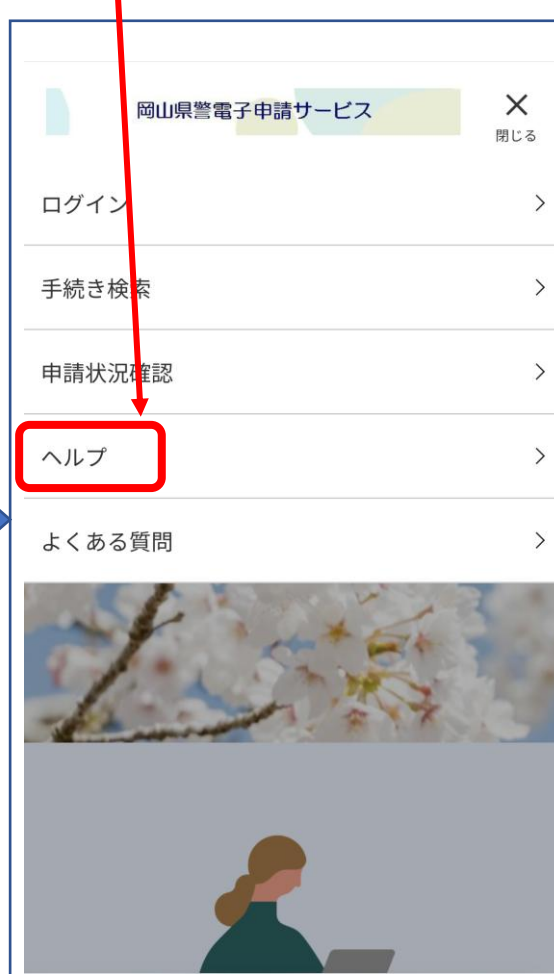 岡山県警電子申請サービス
閉じる
ログイン
手続き検索
申請状況確認
ヘルプ
よくある質問